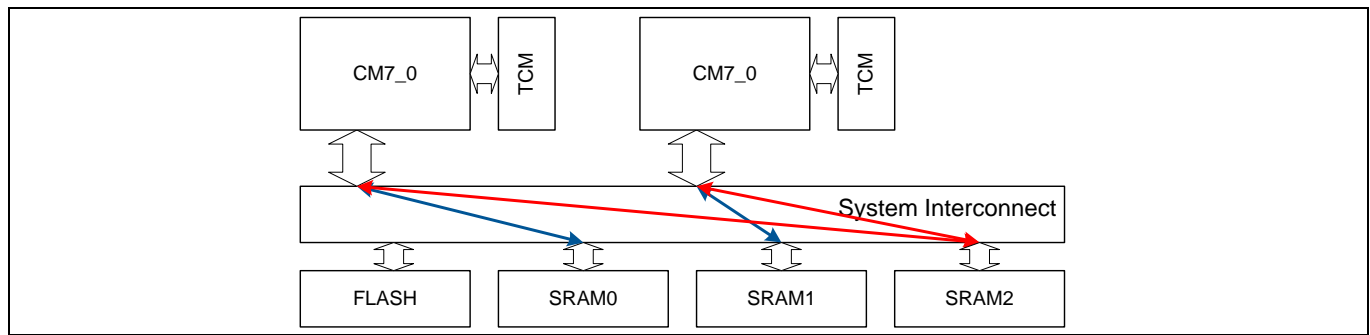 CM7_0
TCM
CM7_0
TCM
System Interconnect
FLASH
SRAM0
SRAM1
SRAM2